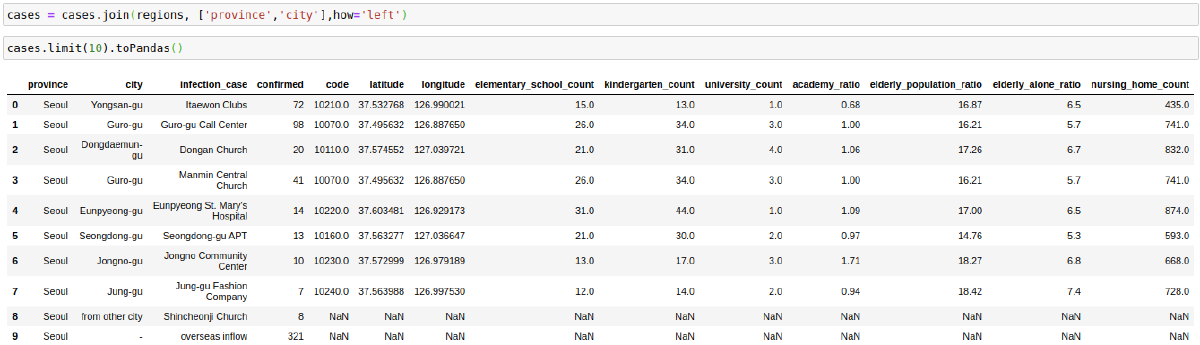 cases = cases.join(regions, ['province','city'],how='left')
cases.limit(10).toPandas()
province city infection_case confirmed code latitude longitude elementary_school_count kindergarten_count university_count academy_ratio elderly_population_ratio elderly_alone_ratio nursing_home_count
0 Seoul Yongsan-gu Itaewon Clubs 72 10210.0 37.532768 126.990021 15.0 13.0 1.0 0.68 16.87 6.5 435.0
1 Seoul Guro-gu Guro-gu Call Center 98 10070.0 37.495632 126.887650 26.0 34.0 3.0 1.00 16.21 5.7 741.0
2 Seoul Dongdaemun-
gu Dongan Church 20 10110.0 37.574552 127.039721 21.0 31.0 4.0 1.06 17.26 6.7 832.0
3 Seoul Guro-gu Manmin Central
Church 41 10070.0 37.495632 126.887650 26.0 34.0 3.0 1.00 16.21 5.7 741.0
4 Seoul Eunpyeong-gu Eunpyeong St. Mary's
Hospital 14 10220.0 37.603481 126.929173 31.0 44.0 1.0 1.09 17.00 6.5 874.0
5 Seoul Seongdong-gu Seongdong-gu APT 13 10160.0 37.563277 127.036647 21.0 30.0 2.0 0.97 14.76 5.3 593.0
6 Seoul Jongno-gu Jongno Community
Center 10 10230.0 37.572999 126.979189 13.0 17.0 3.0 1.71 18.27 6.8 668.0
7 Seoul Jung-gu Jung-gu Fashion
Company 7 10240.0 37.563988 126.997530 12.0 14.0 2.0 0.94 18.42 7.4 728.0
8 Seoul from other city Shincheonji Church 8 NaN NaN NaN NaN NaN NaN NaN NaN NaN NaN
9 Seoul - overseas inflow 321 NaN NaN NaN NaN NaN NaN NaN NaN NaN NaN